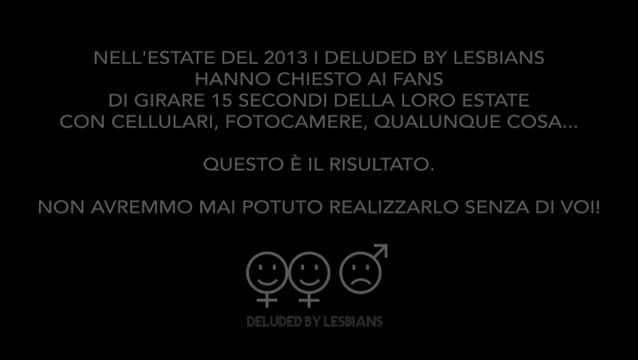 NELL'ESTATE DEL 2013 I DELUDED BY LESBIANS
HANNO CHIESTO AI FANS
DI GIRARE 15 SECONDI DELLA LORO ESTATE
CON CELLULARI, FOTOCAMERE, QUALUNQUE COSA...
QUESTO È IL RISULTATO.
NON AVREMMO MAI POTUTO REALIZZARLO SENZA DI VOI!
DELUDED BY LESBIANS